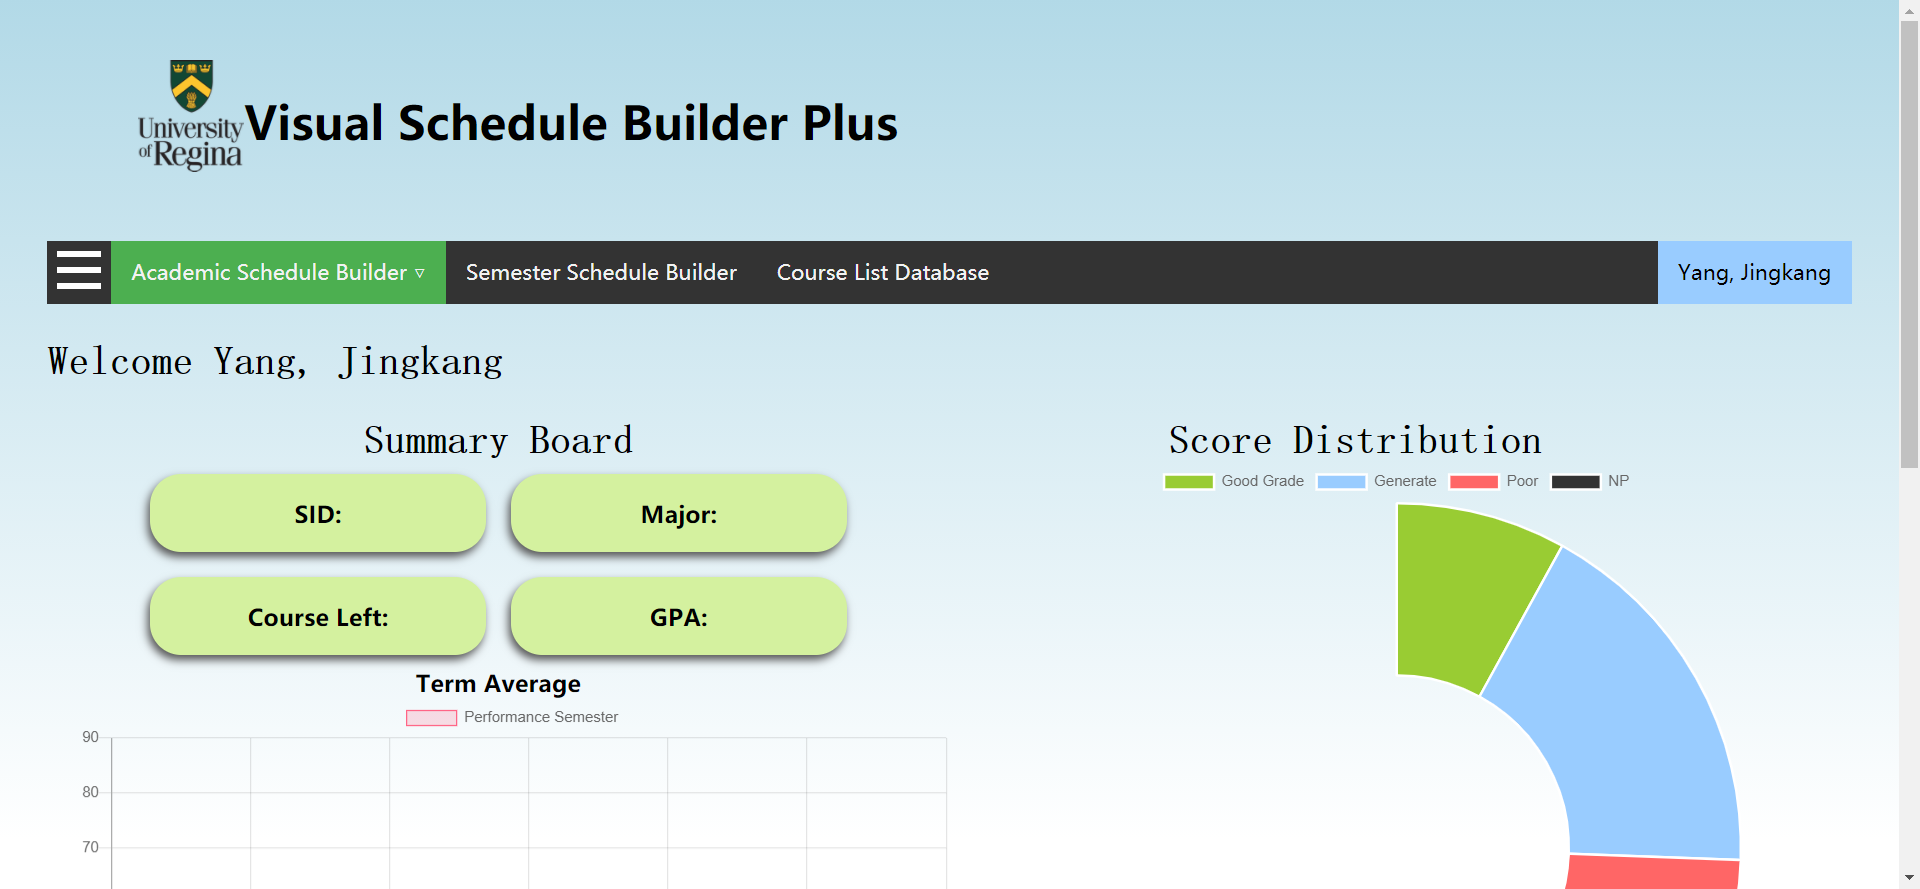 University
of Regina
Visual Schedule Builder Plus
Academic Schedule Builder ▿
Semester Schedule Builder
Course List Database
Yang, Jingkang
Welcome Yang, Jingkang
Summary Board
SID:
Major:
Course Left:
GPA:
Term Average
Performance Semester
90
80
70
Score Distribution
Good Grade
Generate
Poor
NP